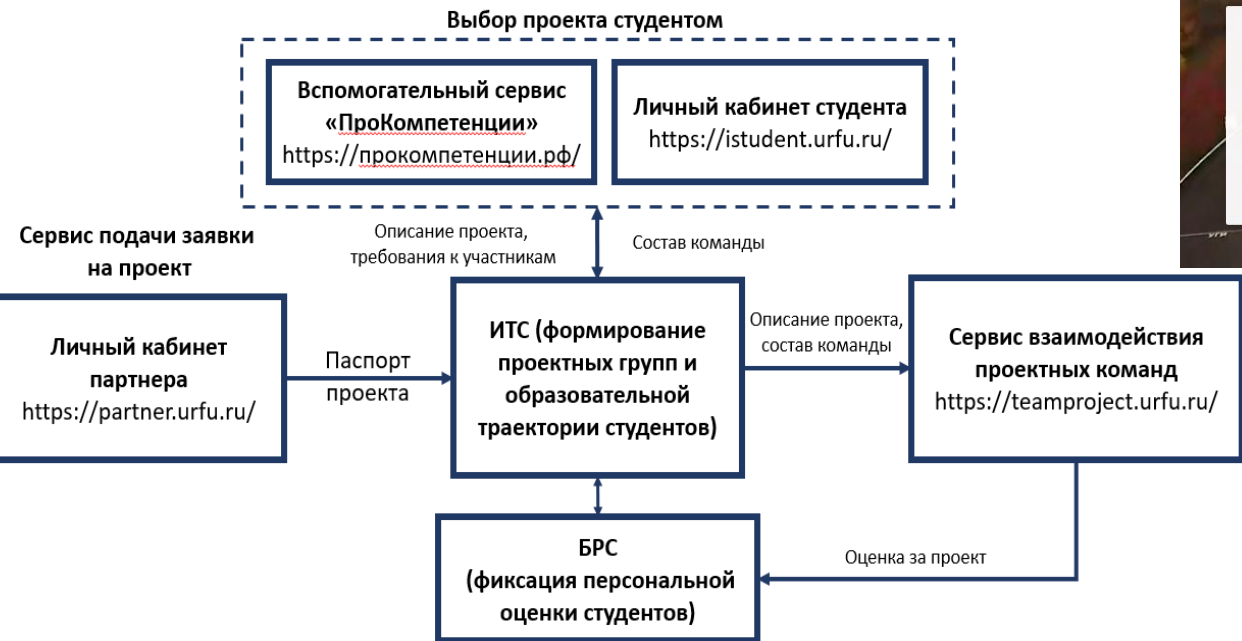 Выбор проекта студентом
Вспомогательный сервис
«ПроКомпетенции»
https://прокомпетенции.рф/
Личный кабинет студента
https://istudent.urfu.ru/
Описание проекта,
требования к участникам
Состав команды
Сервис подачи заявки
на проект
Личный кабинет
партнера
https://partner.urfu.ru/
Паспорт
проекта
ИТС (формирование
проектных групп и
образовательной
траектории студентов)
Описание проекта,
состав команды
Сервис взаимодействия
проектных команд
https://teamproject.urfu.ru/
БРС
(фиксация персональной
оценки студентов)
Оценка за проект